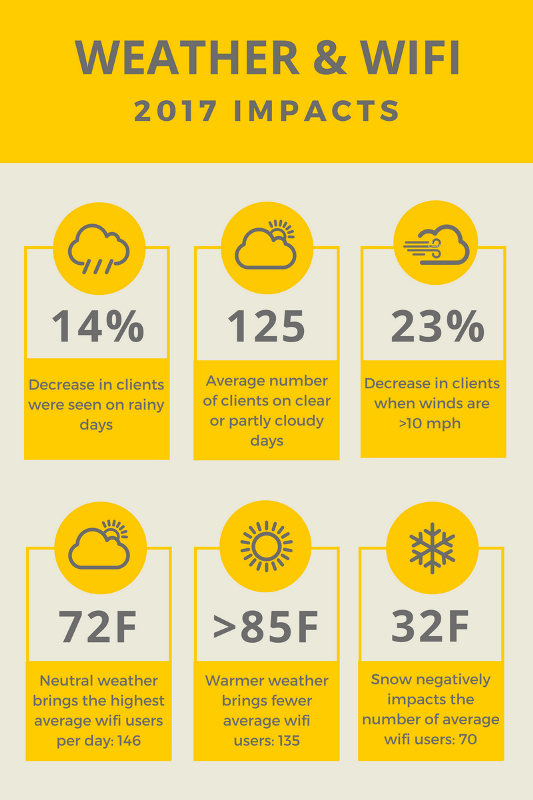 WEATHER & WIFI
2017 IMPACTS
14%
Decrease in clients
were seen on rainy
days
125
Average number
of clients on clear
or partly cloudy
days
23%
Decrease in clients
when winds are
>10 mph
72F
Neutral weather
brings the highest
average wifi users
per day: 146
>85F
Warmer weather
brings fewer
average wifi
users: 135
32F
Snow negatively
impacts the
number of average
wifi users: 70